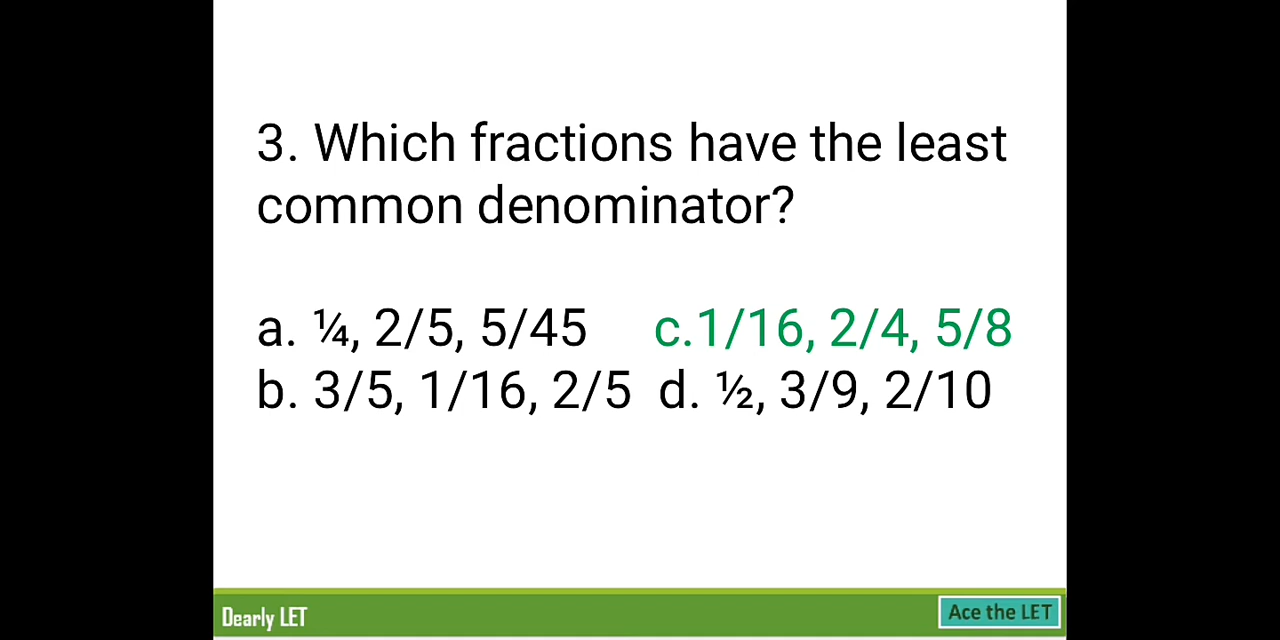 3. Which fractions have the least
common denominator?
a. ¼, 2/5, 5/45 c.1/16, 2/4, 5/8
b. 3/5, 1/16, 2/5 d. ½, 3/9, 2/10
Dearly LET
Ace the LET